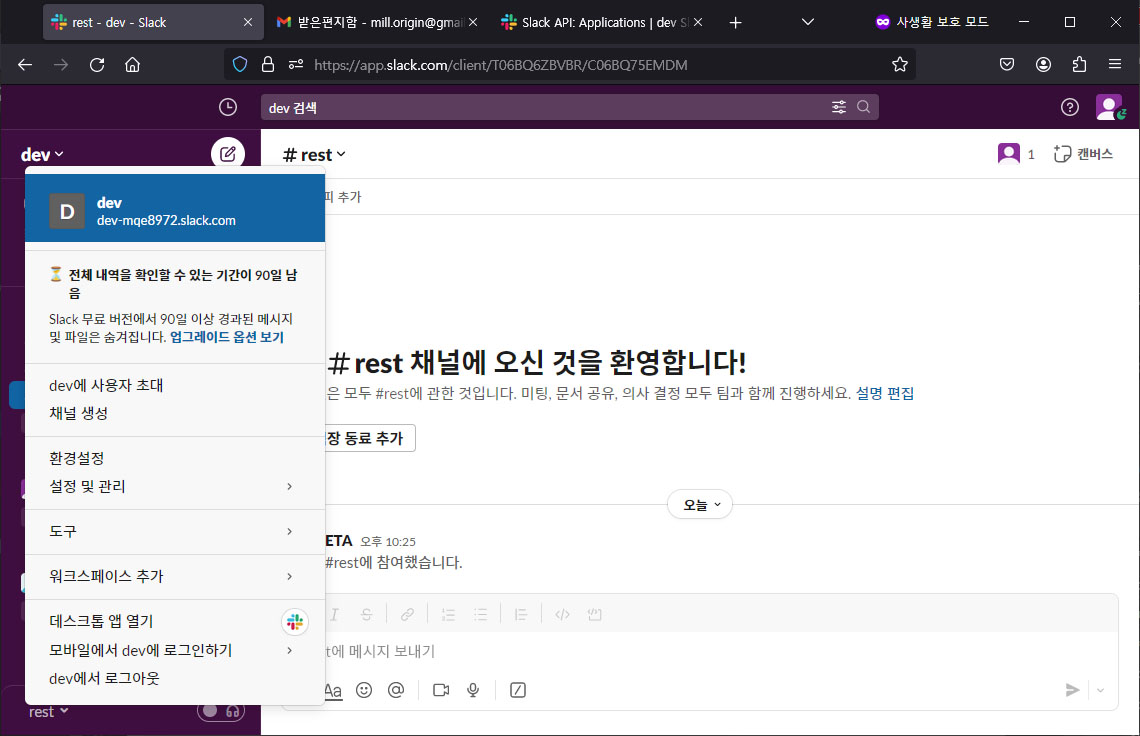 rest - dev - Slack
받은편지함 - mill.origin@gmai
Slack API: Applications | dev Sl
사생활 보호 모드
https://app.slack.com/client/T06BQ6ZBVBR/C06BQ75EMDM
dev 검색
dev
# rest
1
캔버스
D
dev
dev-mqe8972.slack.com
피 추가
전체 내역을 확인할 수 있는 기간이 90일 남
음
Slack 무료 버전에서 90일 이상 경과된 메시지
및 파일은 숨겨집니다. 업그레이드 옵션 보기
# rest 채널에 오신 것을 환영합니다!
은 모두 #rest에 관한 것입니다. 미팅, 문서 공유, 의사 결정 모두 팀과 함께 진행하세요. 설명 편집
dev에 사용자 초대
채널 생성
장 동료 추가
환경설정
설정 및 관리
오늘
도구
ETA 오후 10:25
#rest에 참여했습니다.
워크스페이스 추가
데스크톱 앱 열기
모바일에서 dev에 로그인하기
t에 메시지 보내기
dev에서 로그아웃
Aa
rest